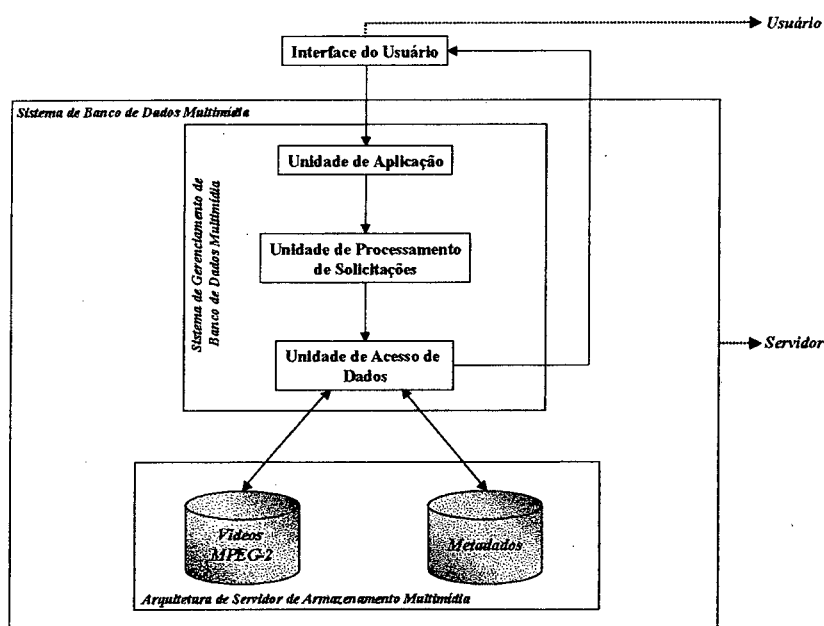 Usuário
Interface do Usuário
Sistema de Banco de Dados Multimídia
Unidade de Aplicação
Unidade de Processamento
de Solicitações
Sistema de Gerenciamento de
Banco de Dados Multimídia
Unidade de Acesso de
Dados
Servidor
Vídeos
MPEG-2
Metadados
Arquitetura de Servidor de Armazenamento Multimídia